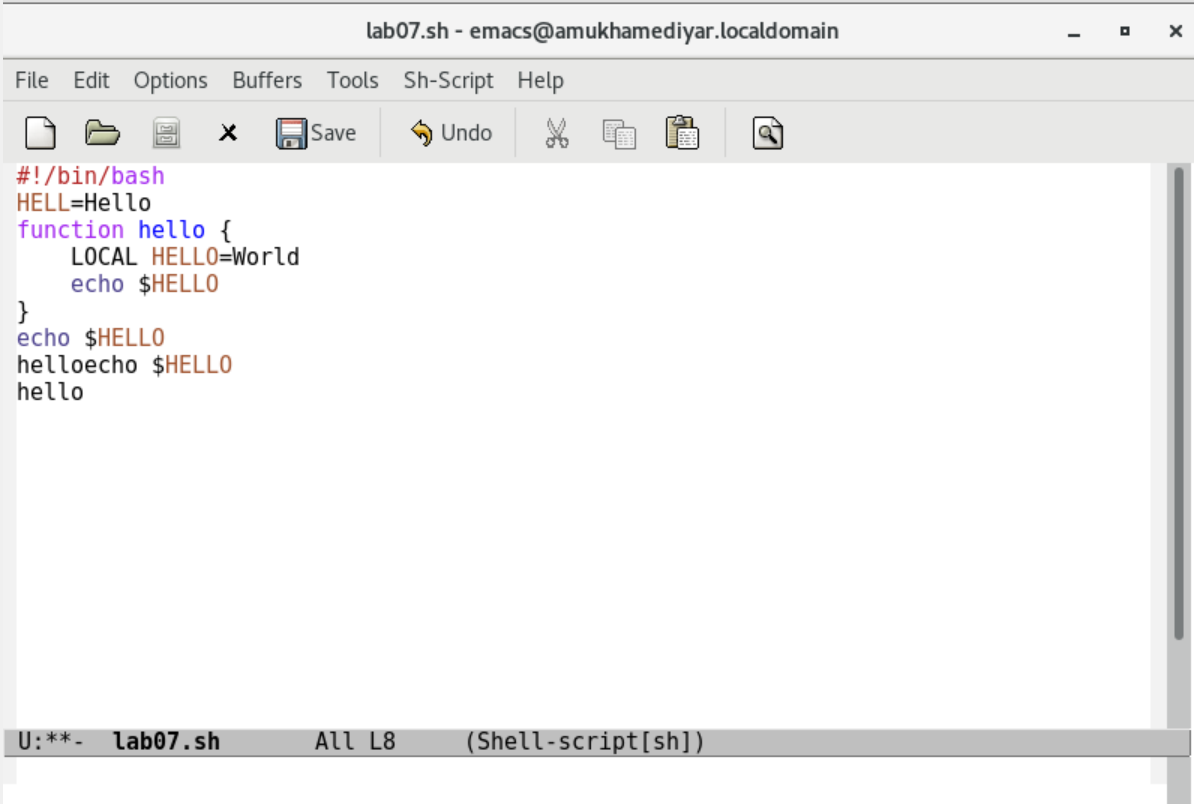 lab07.sh - emacs@amukhamediyar.localdomain
File Edit Options Buffers Tools Sh-Script Help
Save Undo
#!/bin/bash
HELL=Hello
function hello {
    LOCAL HELLO=World
    echo $HELLO
}
echo $HELLO
helloecho $HELLO
hello
U:**-  lab07.sh       All L8     (Shell-script[sh])